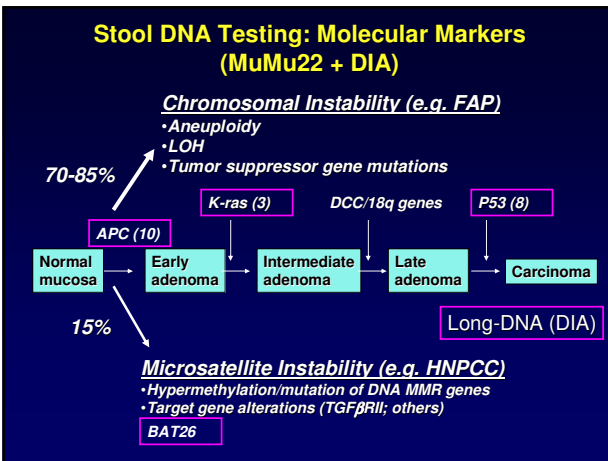 Stool DNA Testing: Molecular Markers
(MuMu22 + DIA)
Chromosomal Instability (e.g. FAP)
•Aneuploidy
•LOH
•Tumor suppressor gene mutations
70-85%
K-ras (3)
DCC/18q genes
P53 (8)
APC (10)
Normal
mucosa
Early
adenoma
Intermediate
adenoma
Late
adenoma
Carcinoma
15%
Long-DNA (DIA)
Microsatellite Instability (e.g. HNPCC)
•Hypermethylation/mutation of DNA MMR genes
•Target gene alterations (TGFβRII; others)
BAT26